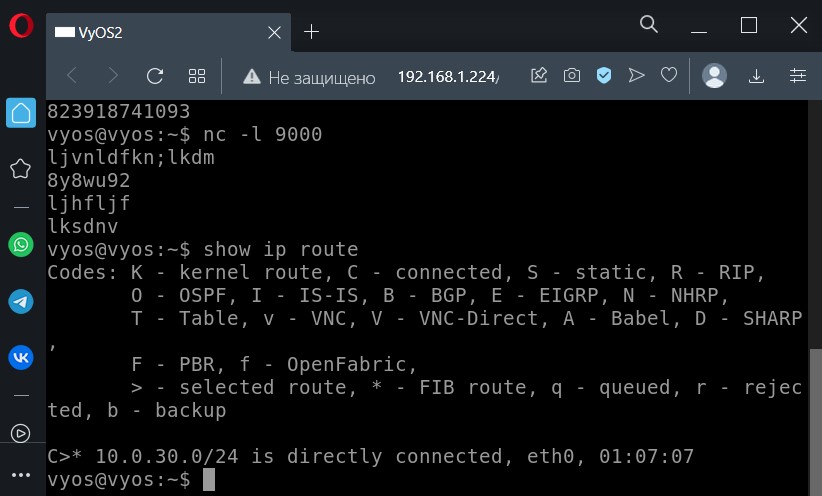 VyOS2
Не защищено 192.168.1.224/
823918741093
vyos@vyos:~$ nc -l 9000
ljvnldfkn;lkdm
8y8wu92
ljhfljf
lksdnv
vyos@vyos:~$ show ip route
Codes: K - kernel route, C - connected, S - static, R - RIP,
O - OSPF, I - IS-IS, B - BGP, E - EIGRP, N - NHRP,
T - Table, v - VNC, V - VNC-Direct, A - Babel, D - SHARP
,
F - PBR, f - OpenFabric,
> - selected route, * - FIB route, q - queued, r - rejec
ted, b - backup
C>* 10.0.30.0/24 is directly connected, eth0, 01:07:07
vyos@vyos:~$